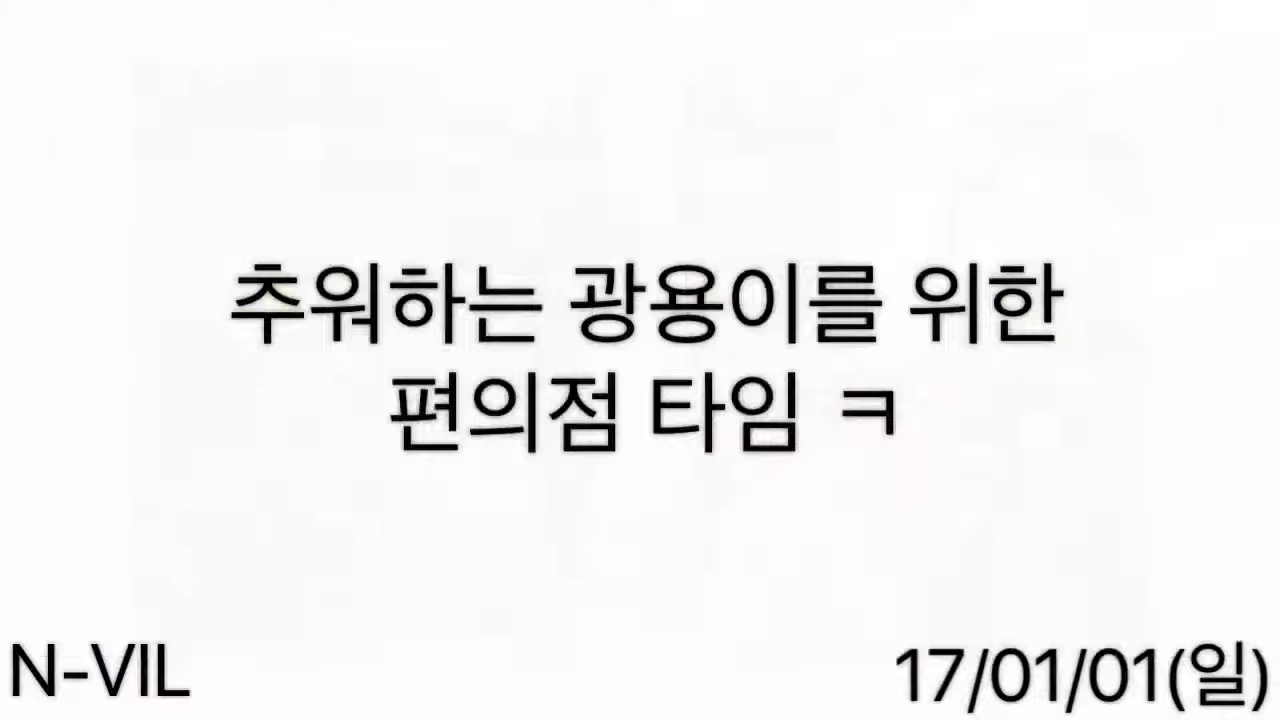 추워하는 광용이를 위한
편의점 타임 ㅋ
N-VIL
17/01/01(일)